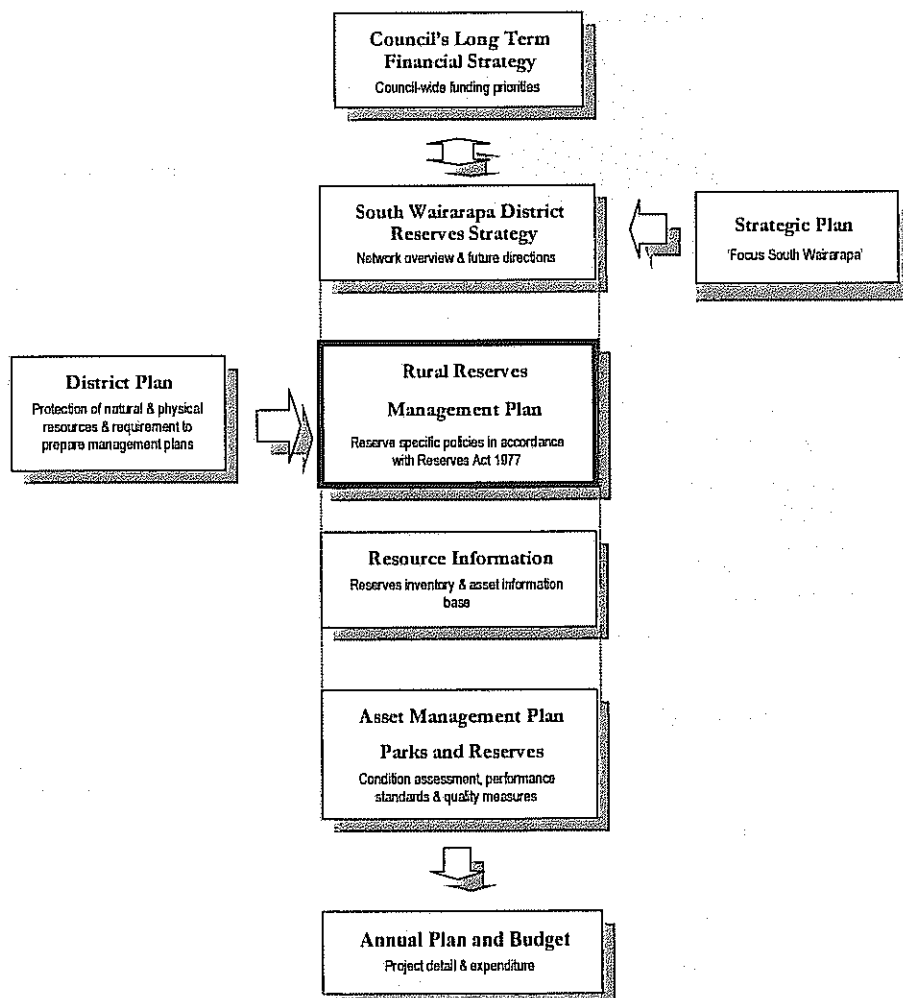 Council's Long Term
Financial Strategy
Council-wide funding priorities
South Wairarapa District
Reserves Strategy
Network overview & future directions
Strategic Plan
'Focus South Wairarapa'
District Plan
Protection of natural & physical
resources & requirement to
prepare management plans
Rural Reserves
Management Plan
Reserve specific policies in accordance
with Reserves Act 1977
Resource Information
Reserves inventory & asset information
base
Asset Management Plan
Parks and Reserves
Condition assessment, performance
standards & quality measures
Annual Plan and Budget
Project detail & expenditure